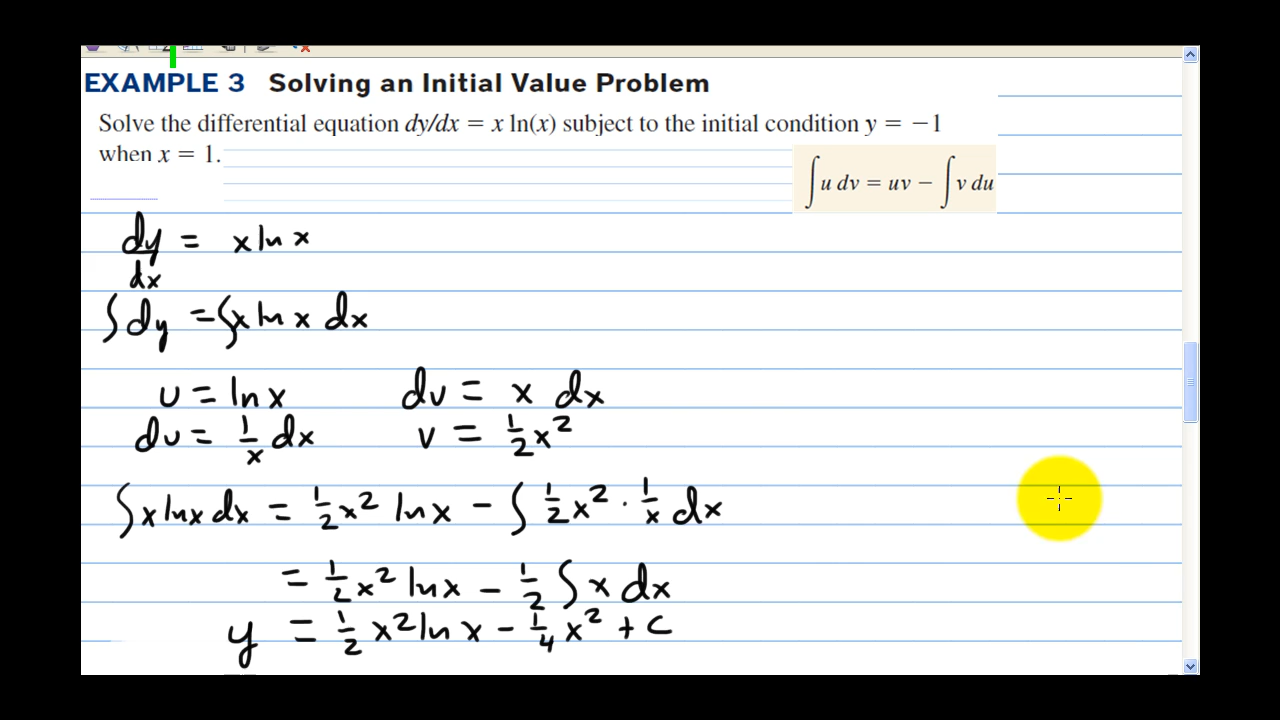 EXAMPLE 3 Solving an Initial Value Problem
Solve the differential equation dy/dx = x ln(x) subject to the initial condition y = −1
when x = 1.
∫ u dv = uv − ∫ v du
dy/dx = x ln x
∫ dy = ∫ x ln x dx
u = ln x dv = x dx
du = 1/x dx v = 1/2 x²
∫ x ln x dx = 1/2 x² ln x − ∫ 1/2 x² · 1/x dx
= 1/2 x² ln x − 1/2 ∫ x dx
y = 1/2 x² ln x − 1/4 x² + C